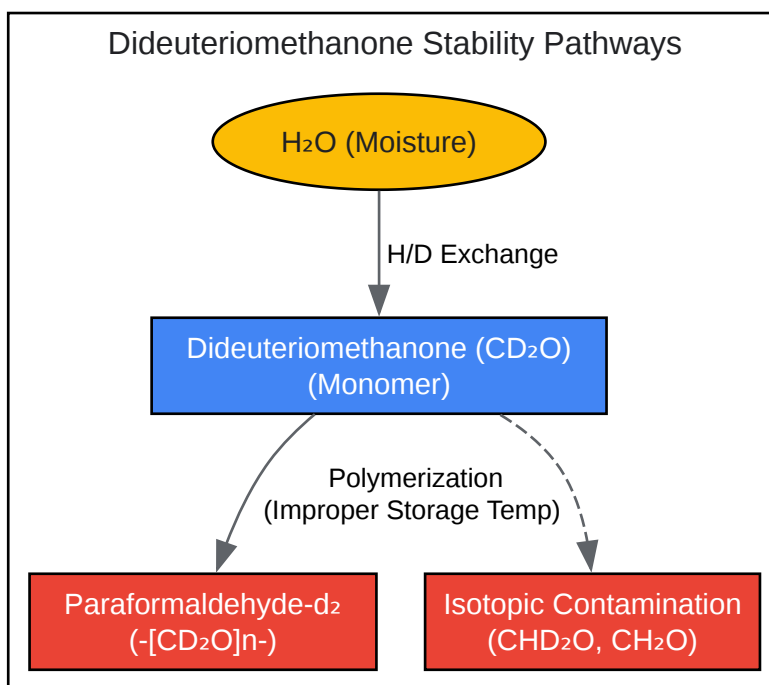 Dideuteriomethanone Stability Pathways
H₂O (Moisture)
H/D Exchange
Dideuteriomethanone (CD₂O)
(Monomer)
Polymerization
(Improper Storage Temp)
Paraformaldehyde-d₂
(-[CD₂O]n-)
Isotopic Contamination
(CHD₂O, CH₂O)